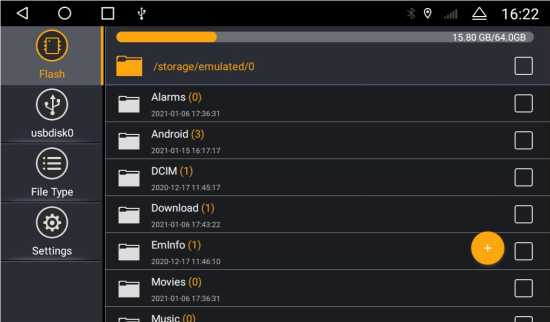 16:22
15.80 GB/64.0GB
Flash
/storage/emulated/0
usbdisk0
File Type
Settings
Alarms (0)
2021-01-06 17:36:31
Android (3)
2021-01-15 16:17:17
DCIM (1)
2020-12-17 11:45:17
Download (1)
2021-01-06 17:43:22
EmInfo (1)
2020-12-17 11:46:10
Movies (0)
2021-01-06 17:36:31
Music (0)